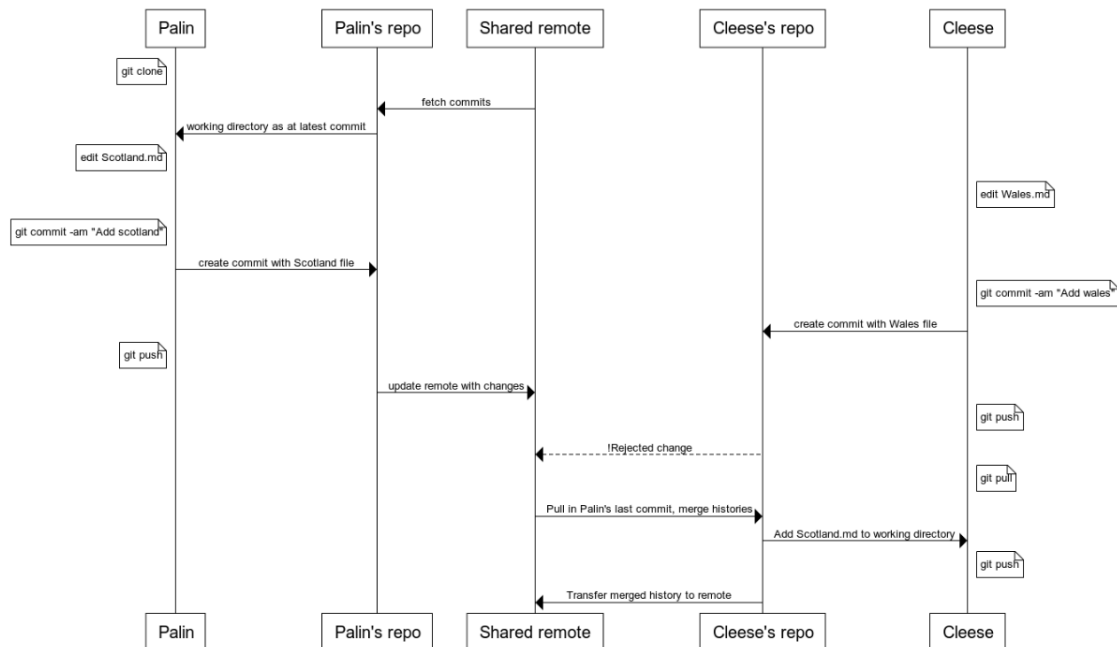 Palin
Palin's repo
Shared remote
Cleese's repo
Cleese
git clone
fetch commits
working directory as at latest commit
edit Scotland.md
edit Wales.md
git commit -am "Add scotland"
create commit with Scotland file
git commit -am "Add wales"
create commit with Wales file
git push
update remote with changes
git push
!Rejected change
git pull
Pull in Palin's last commit, merge histories
Add Scotland.md to working directory
git push
Transfer merged history to remote
Palin
Palin's repo
Shared remote
Cleese's repo
Cleese